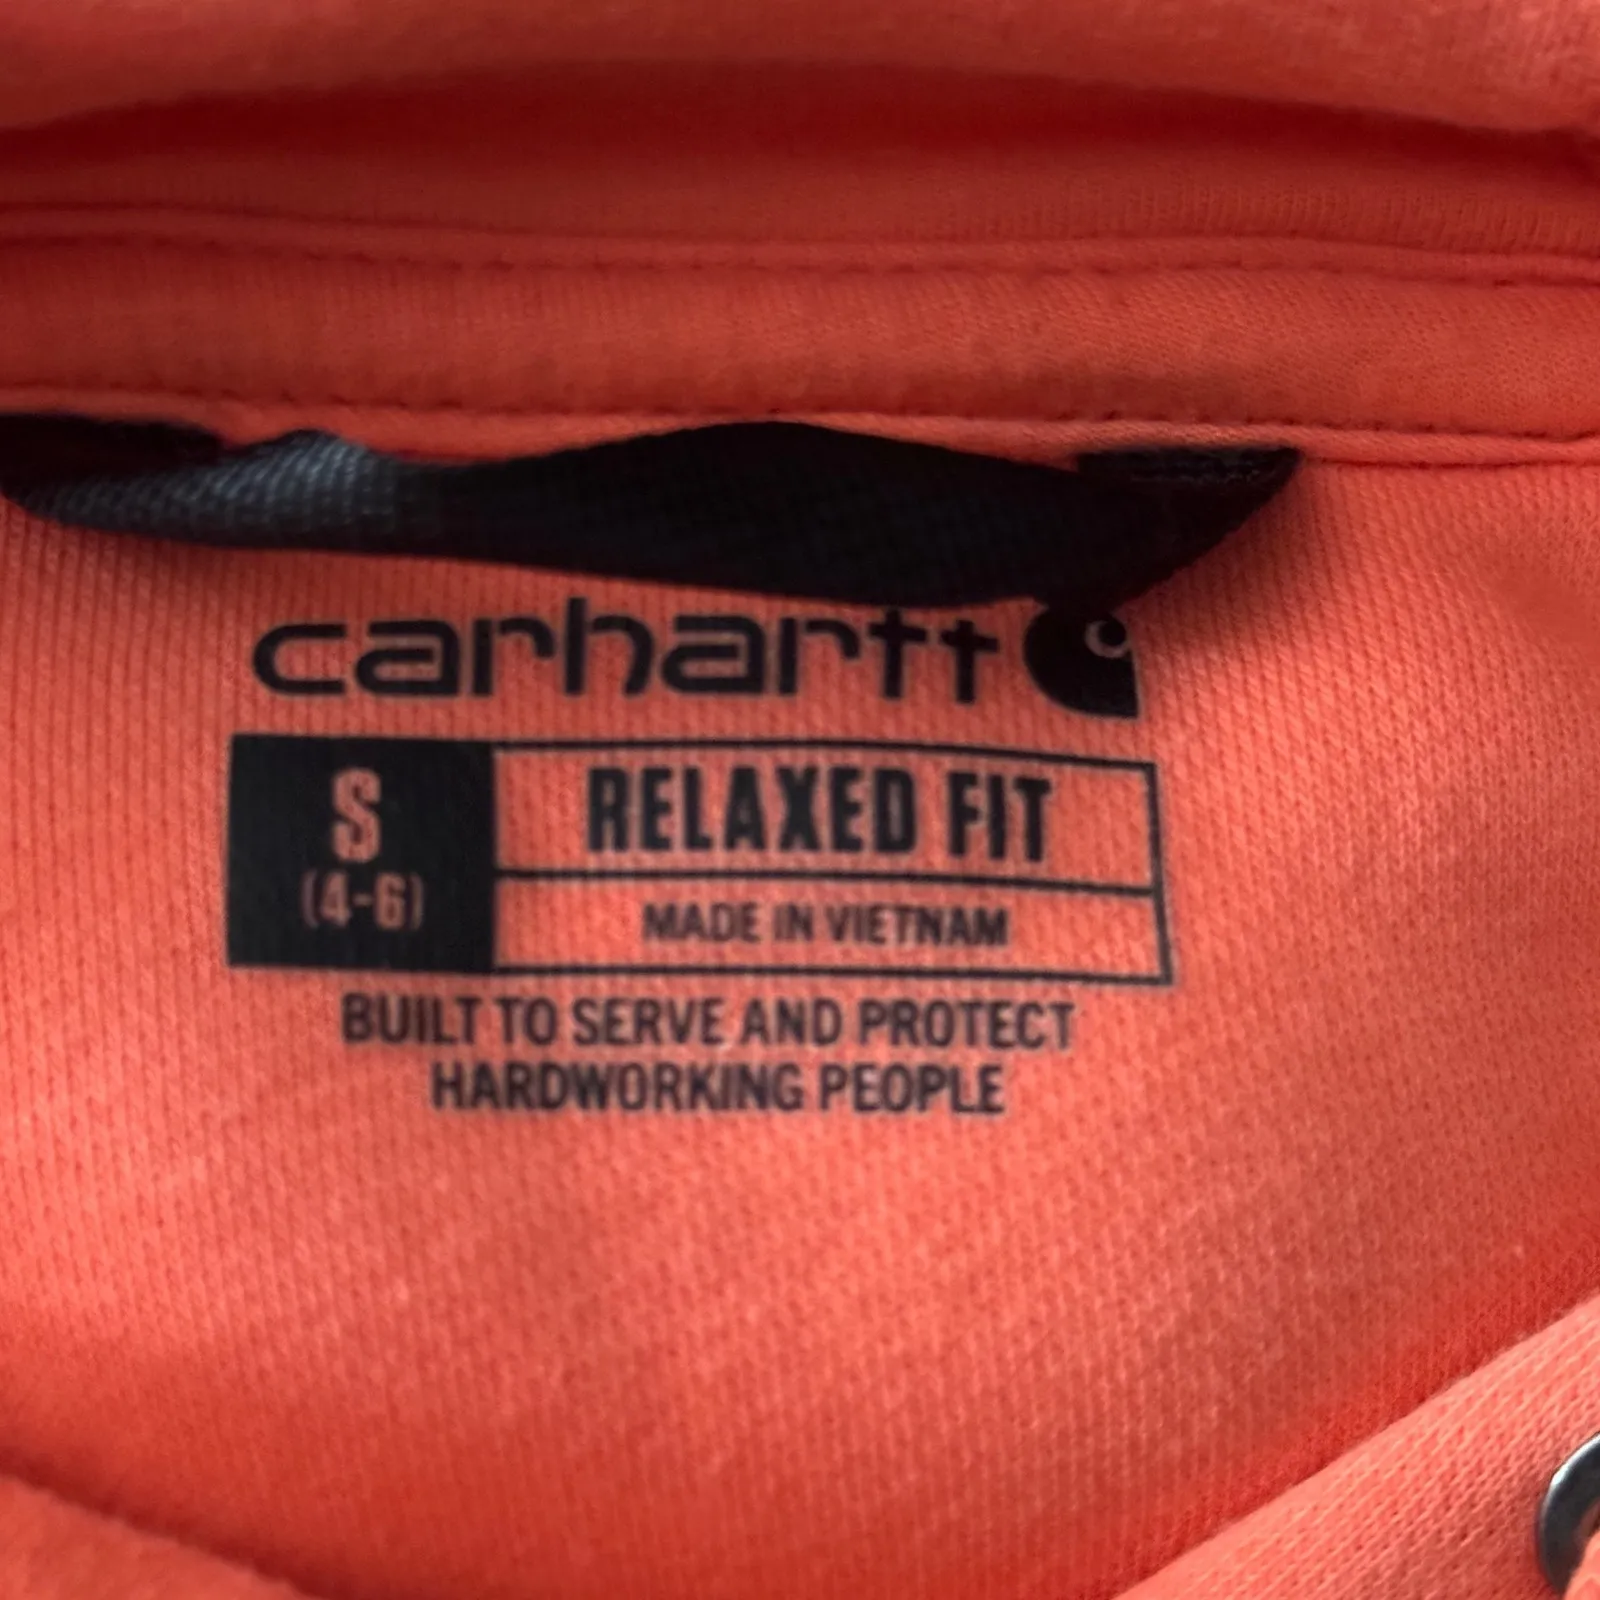 carhartt
S
(4-6)
RELAXED FIT
MADE IN VIETNAM
BUILT TO SERVE AND PROTECT
HARDWORKING PEOPLE